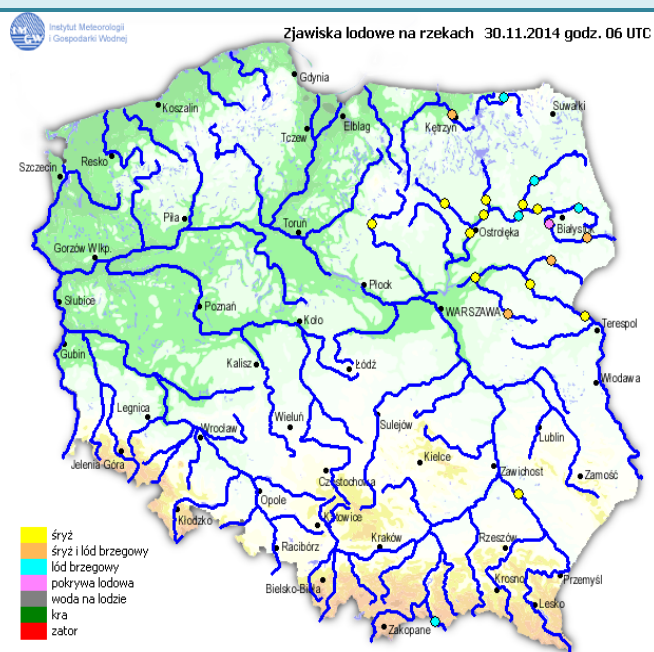 Instytut Meteorologii
i Gospodarki Wodnej
Zjawiska lodowe na rzekach 30.11.2014 godz. 06 UTC
Gdynia
Koszalin
Suwałki
Elbląg
Kętrzyn
Tczew
Resko
Szczecin
Piła
Toruń
Ostrołęka
Białystok
Gorzów Wlkp.
Płock
Słubice
Poznań
WARSZAWA
Koło
Terespol
Gubin
Kalisz
Łódź
Włodawa
Legnica
Wieluń
Sulejów
Wrocław
Lublin
Jelenia Góra
Kielce
Zawichost
Zamość
Częstochowa
Opole
Kłodzko
Katowice
Racibórz
Kraków
Rzeszów
Bielsko-Biała
Krosno
Przemyśl
Lesko
Zakopane
śryż
śryż i lód brzegowy
lód brzegowy
pokrywa lodowa
woda na lodzie
kra
zator